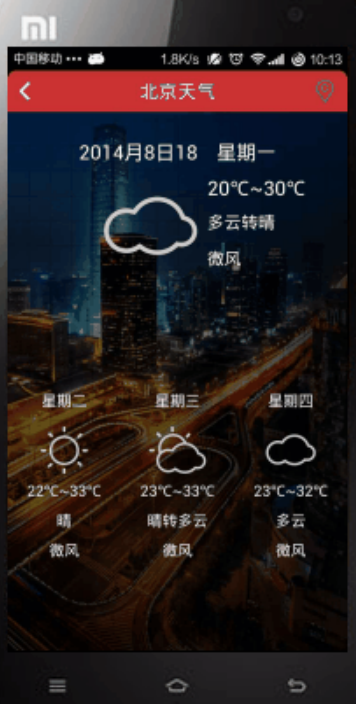 mi
中国移动 ••• 1.8K/s 10:13
北京天气
2014月8日18 星期一
20℃~30℃
多云转晴
微风
星期二 星期三 星期四
22℃~33℃ 23℃~33℃ 23℃~32℃
晴 晴转多云 多云
微风 微风 微风